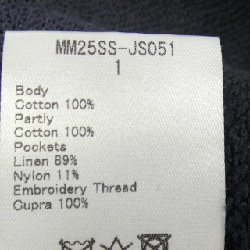 MM25SS-JS051
1
Body
Cotton 100%
Partly
Cotton 100%
Pockets
Linen 89%
Nylon 11%
Embroidery Thread
Cupra 100%